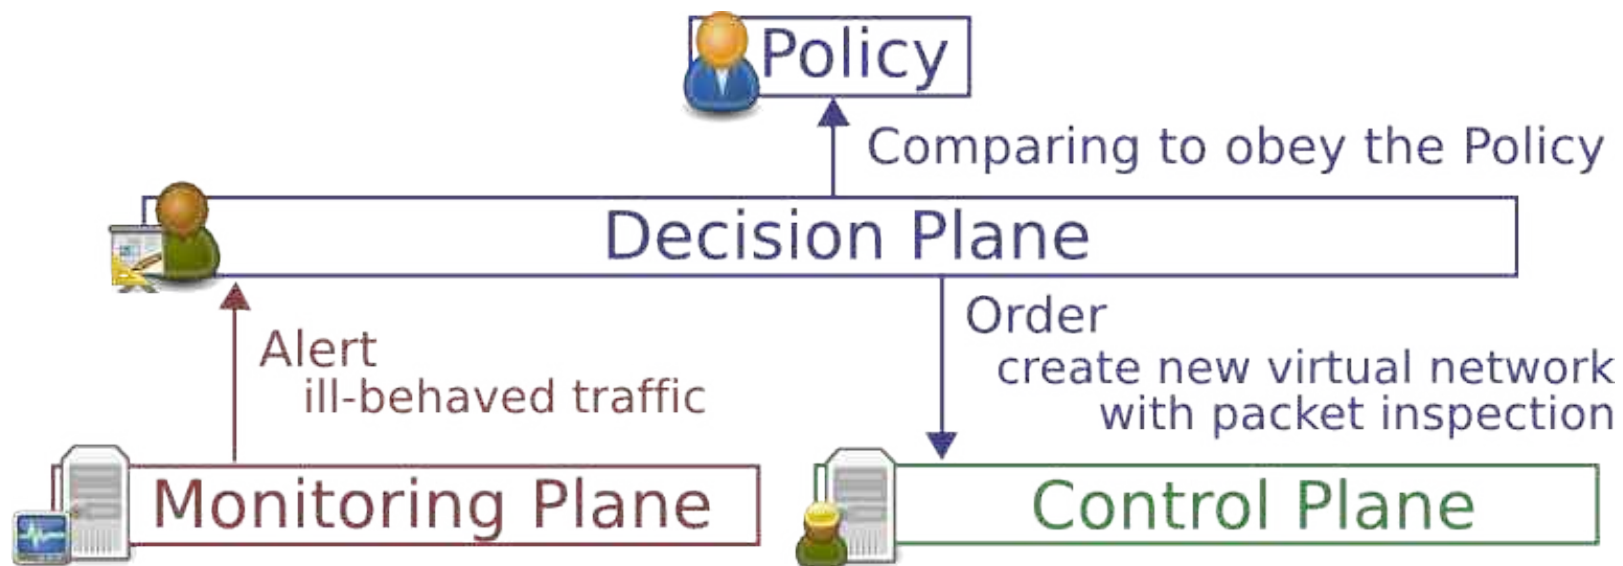 Policy
Comparing to obey the Policy
Decision Plane
Alert
ill-behaved traffic
Order
create new virtual network
with packet inspection
Monitoring Plane
Control Plane